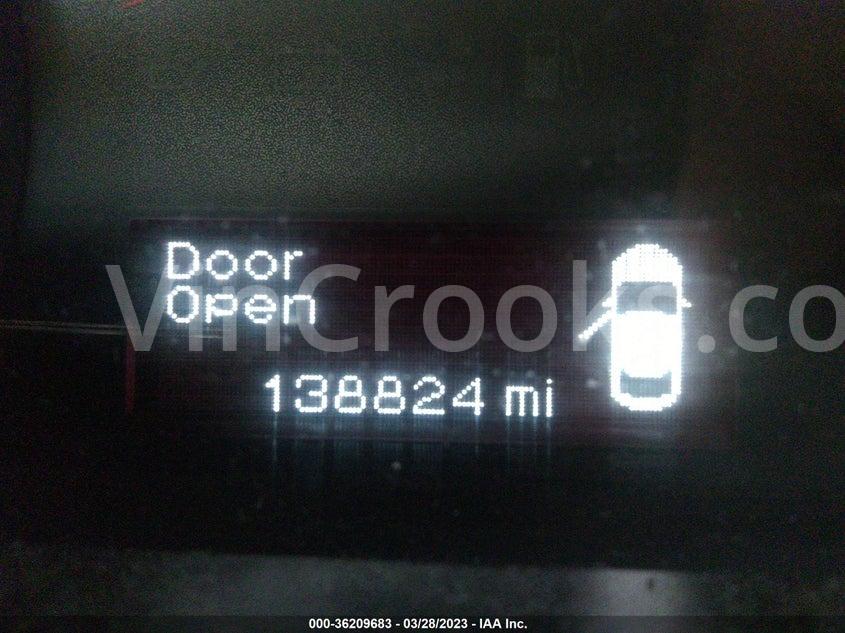 Door
Open
138824 mi
VinCrooks.co
000-36209683 - 03/28/2023 - IAA Inc.